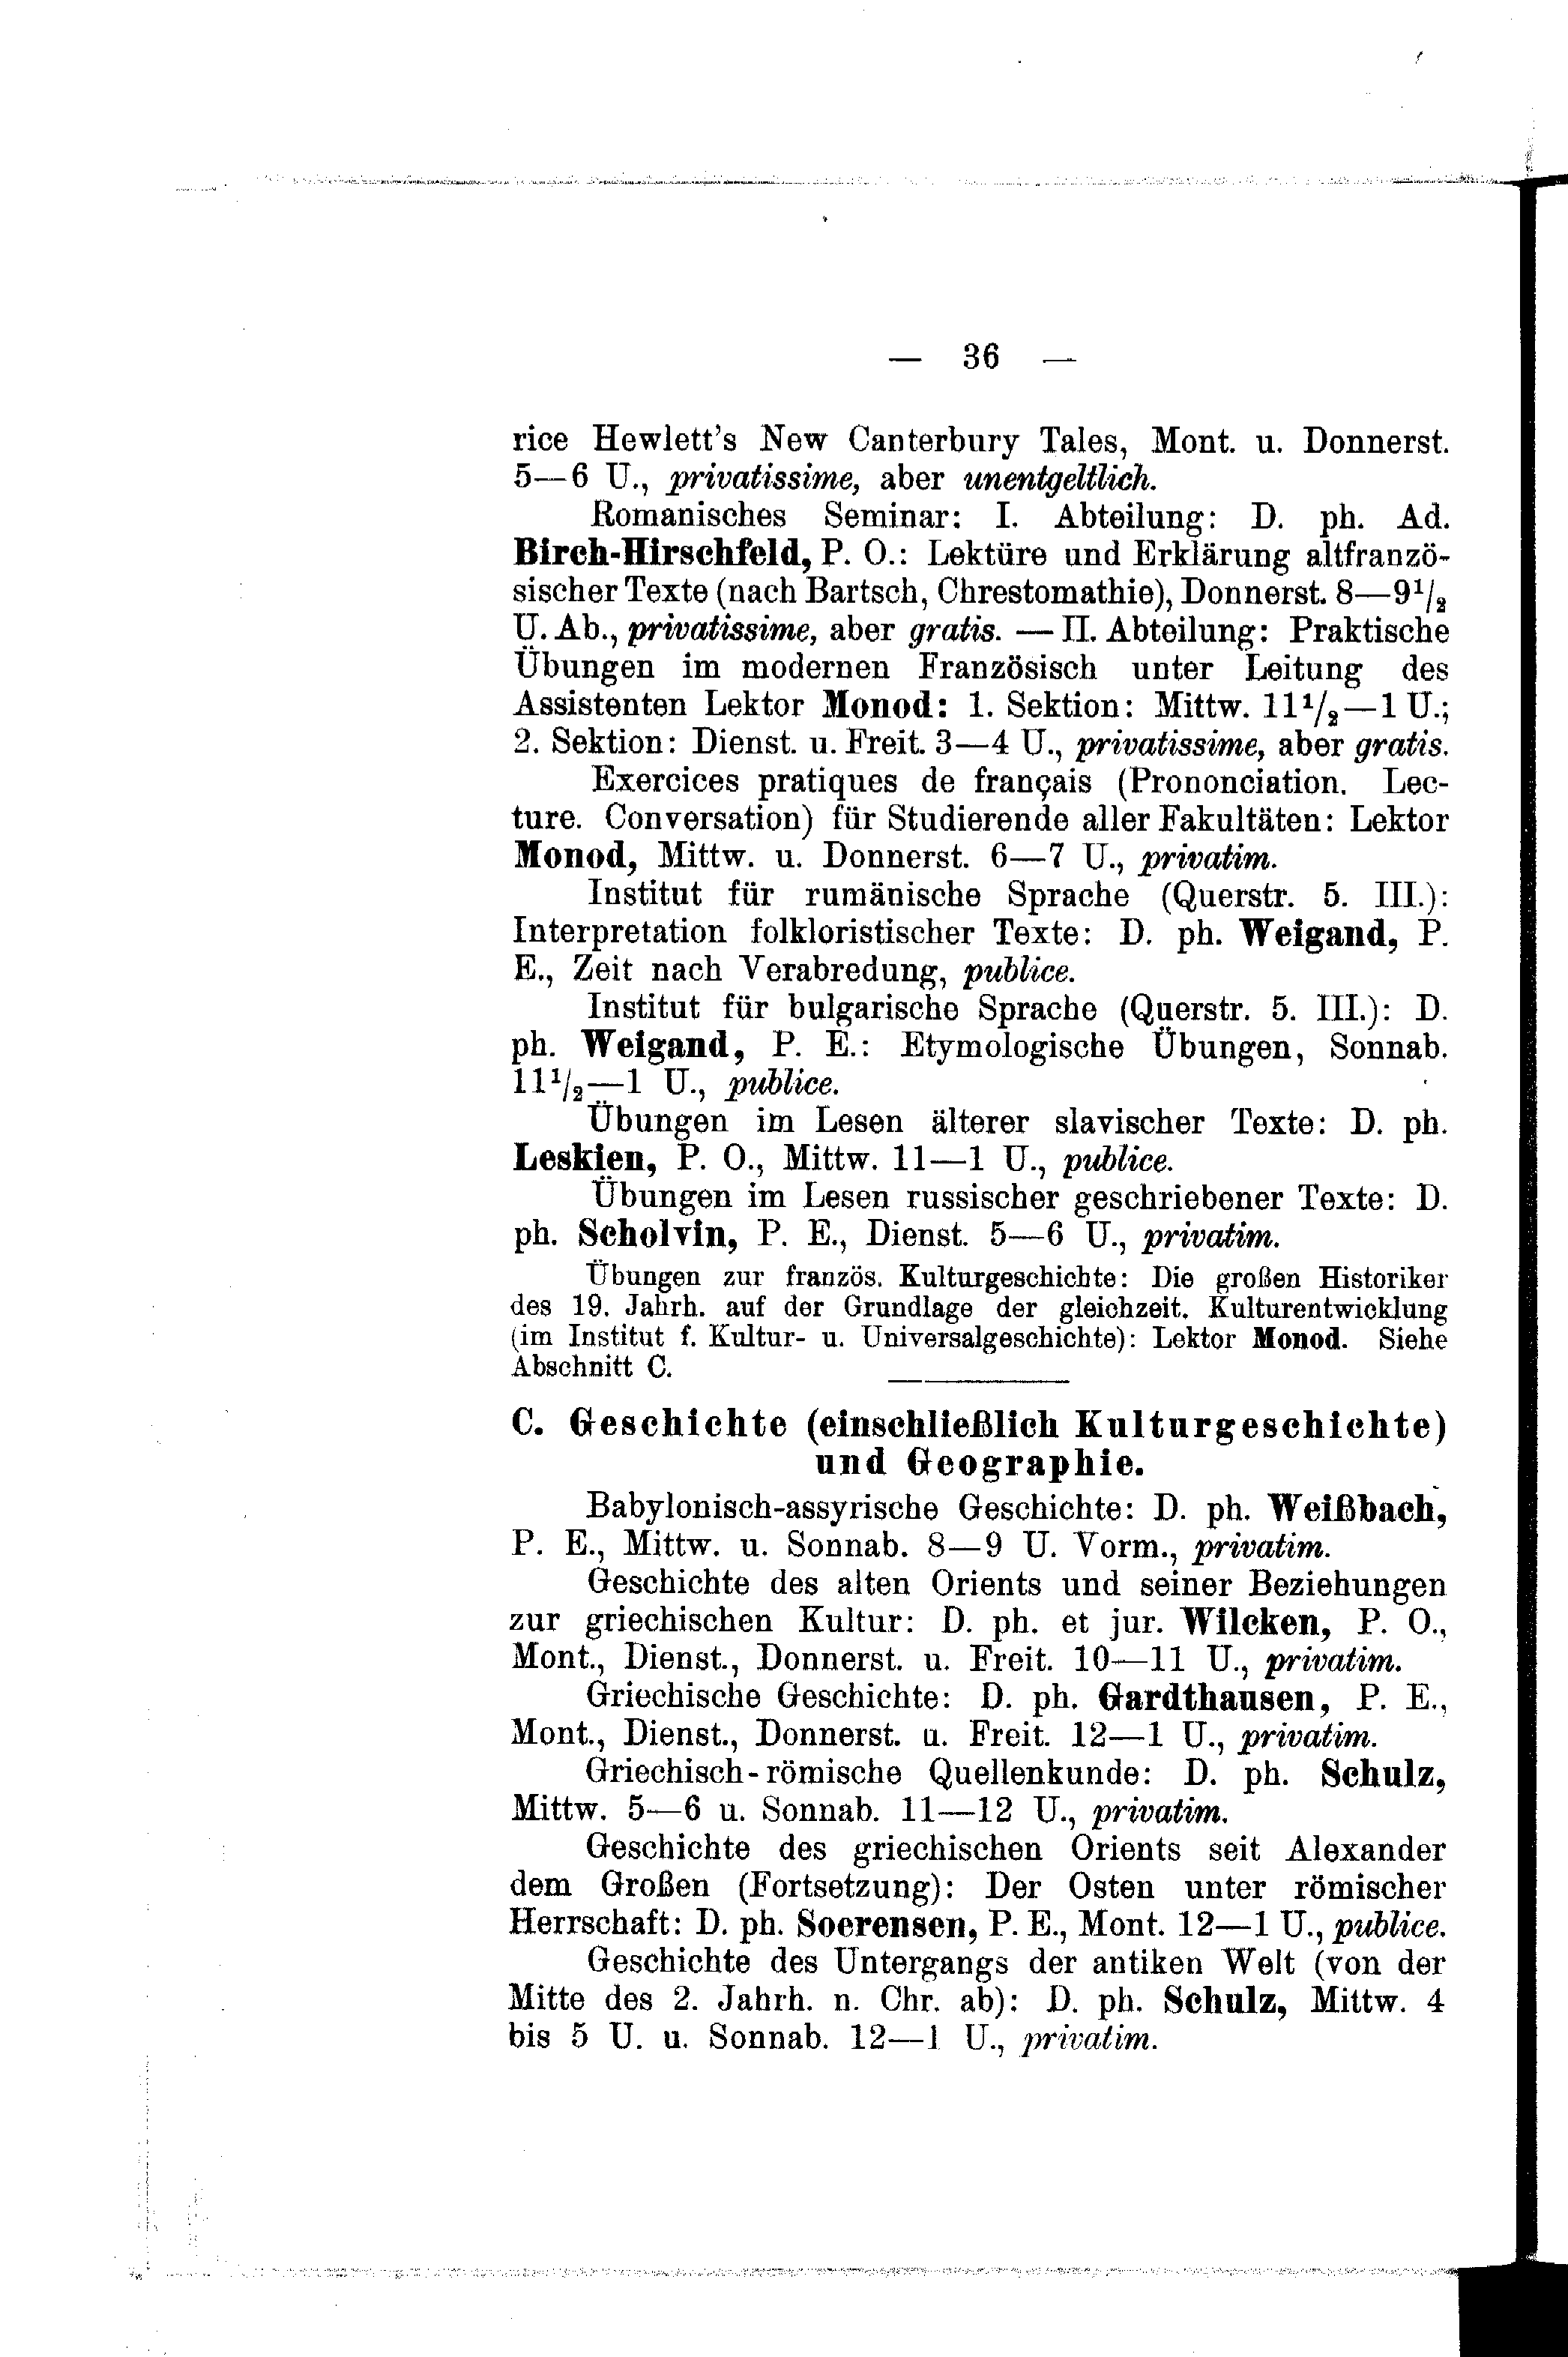 — 36 —
rice Hewlett's New Canterbury Tales, Mont. u. Donnerst.
5—6 U., privatissime, aber unentgeltlich.
Romanisches Seminar: I. Abteilung: D. ph. Ad.
Birch-Hirschfeld, P. O.: Lektüre und Erklärung altfranzö-
sischer Texte (nach Bartsch, Chrestomathie), Donnerst. 8—9¹/₂
U. Ab., privatissime, aber gratis. — II. Abteilung: Praktische
Übungen im modernen Französisch unter Leitung des
Assistenten Lektor Monod: 1. Sektion: Mittw. 11¹/₂—1 U.;
2. Sektion: Dienst. u. Freit. 3—4 U., privatissime, aber gratis.
Exercices pratiques de français (Prononciation. Lec-
ture. Conversation) für Studierende aller Fakultäten: Lektor
Monod, Mittw. u. Donnerst. 6—7 U., privatim.
Institut für rumänische Sprache (Querstr. 5. III.):
Interpretation folkloristischer Texte: D. ph. Weigand, P.
E., Zeit nach Verabredung, publice.
Institut für bulgarische Sprache (Querstr. 5. III.): D.
ph. Weigand, P. E.: Etymologische Übungen, Sonnab.
11¹/₂—1 U., publice.
Übungen im Lesen älterer slavischer Texte: D. ph.
Leskien, P. O., Mittw. 11—1 U., publice.
Übungen im Lesen russischer geschriebener Texte: D.
ph. Scholvin, P. E., Dienst. 5—6 U., privatim.
Übungen zur französ. Kulturgeschichte: Die großen Historiker
des 19. Jahrh. auf der Grundlage der gleichzeit. Kulturentwicklung
(im Institut f. Kultur- u. Universalgeschichte): Lektor Monod. Siehe
Abschnitt C.
C. Geschichte (einschließlich Kulturgeschichte)
und Geographie.
Babylonisch-assyrische Geschichte: D. ph. Weißbach,
P. E., Mittw. u. Sonnab. 8—9 U. Vorm., privatim.
Geschichte des alten Orients und seiner Beziehungen
zur griechischen Kultur: D. ph. et jur. Wilcken, P. O.,
Mont., Dienst., Donnerst. u. Freit. 10—11 U., privatim.
Griechische Geschichte: D. ph. Gardthausen, P. E.,
Mont., Dienst., Donnerst. u. Freit. 12—1 U., privatim.
Griechisch-römische Quellenkunde: D. ph. Schulz,
Mittw. 5—6 u. Sonnab. 11—12 U., privatim.
Geschichte des griechischen Orients seit Alexander
dem Großen (Fortsetzung): Der Osten unter römischer
Herrschaft: D. ph. Soerensen, P. E., Mont. 12—1 U., publice.
Geschichte des Untergangs der antiken Welt (von der
Mitte des 2. Jahrh. n. Chr. ab): D. ph. Schulz, Mittw. 4
bis 5 U. u. Sonnab. 12—1 U., privatim.